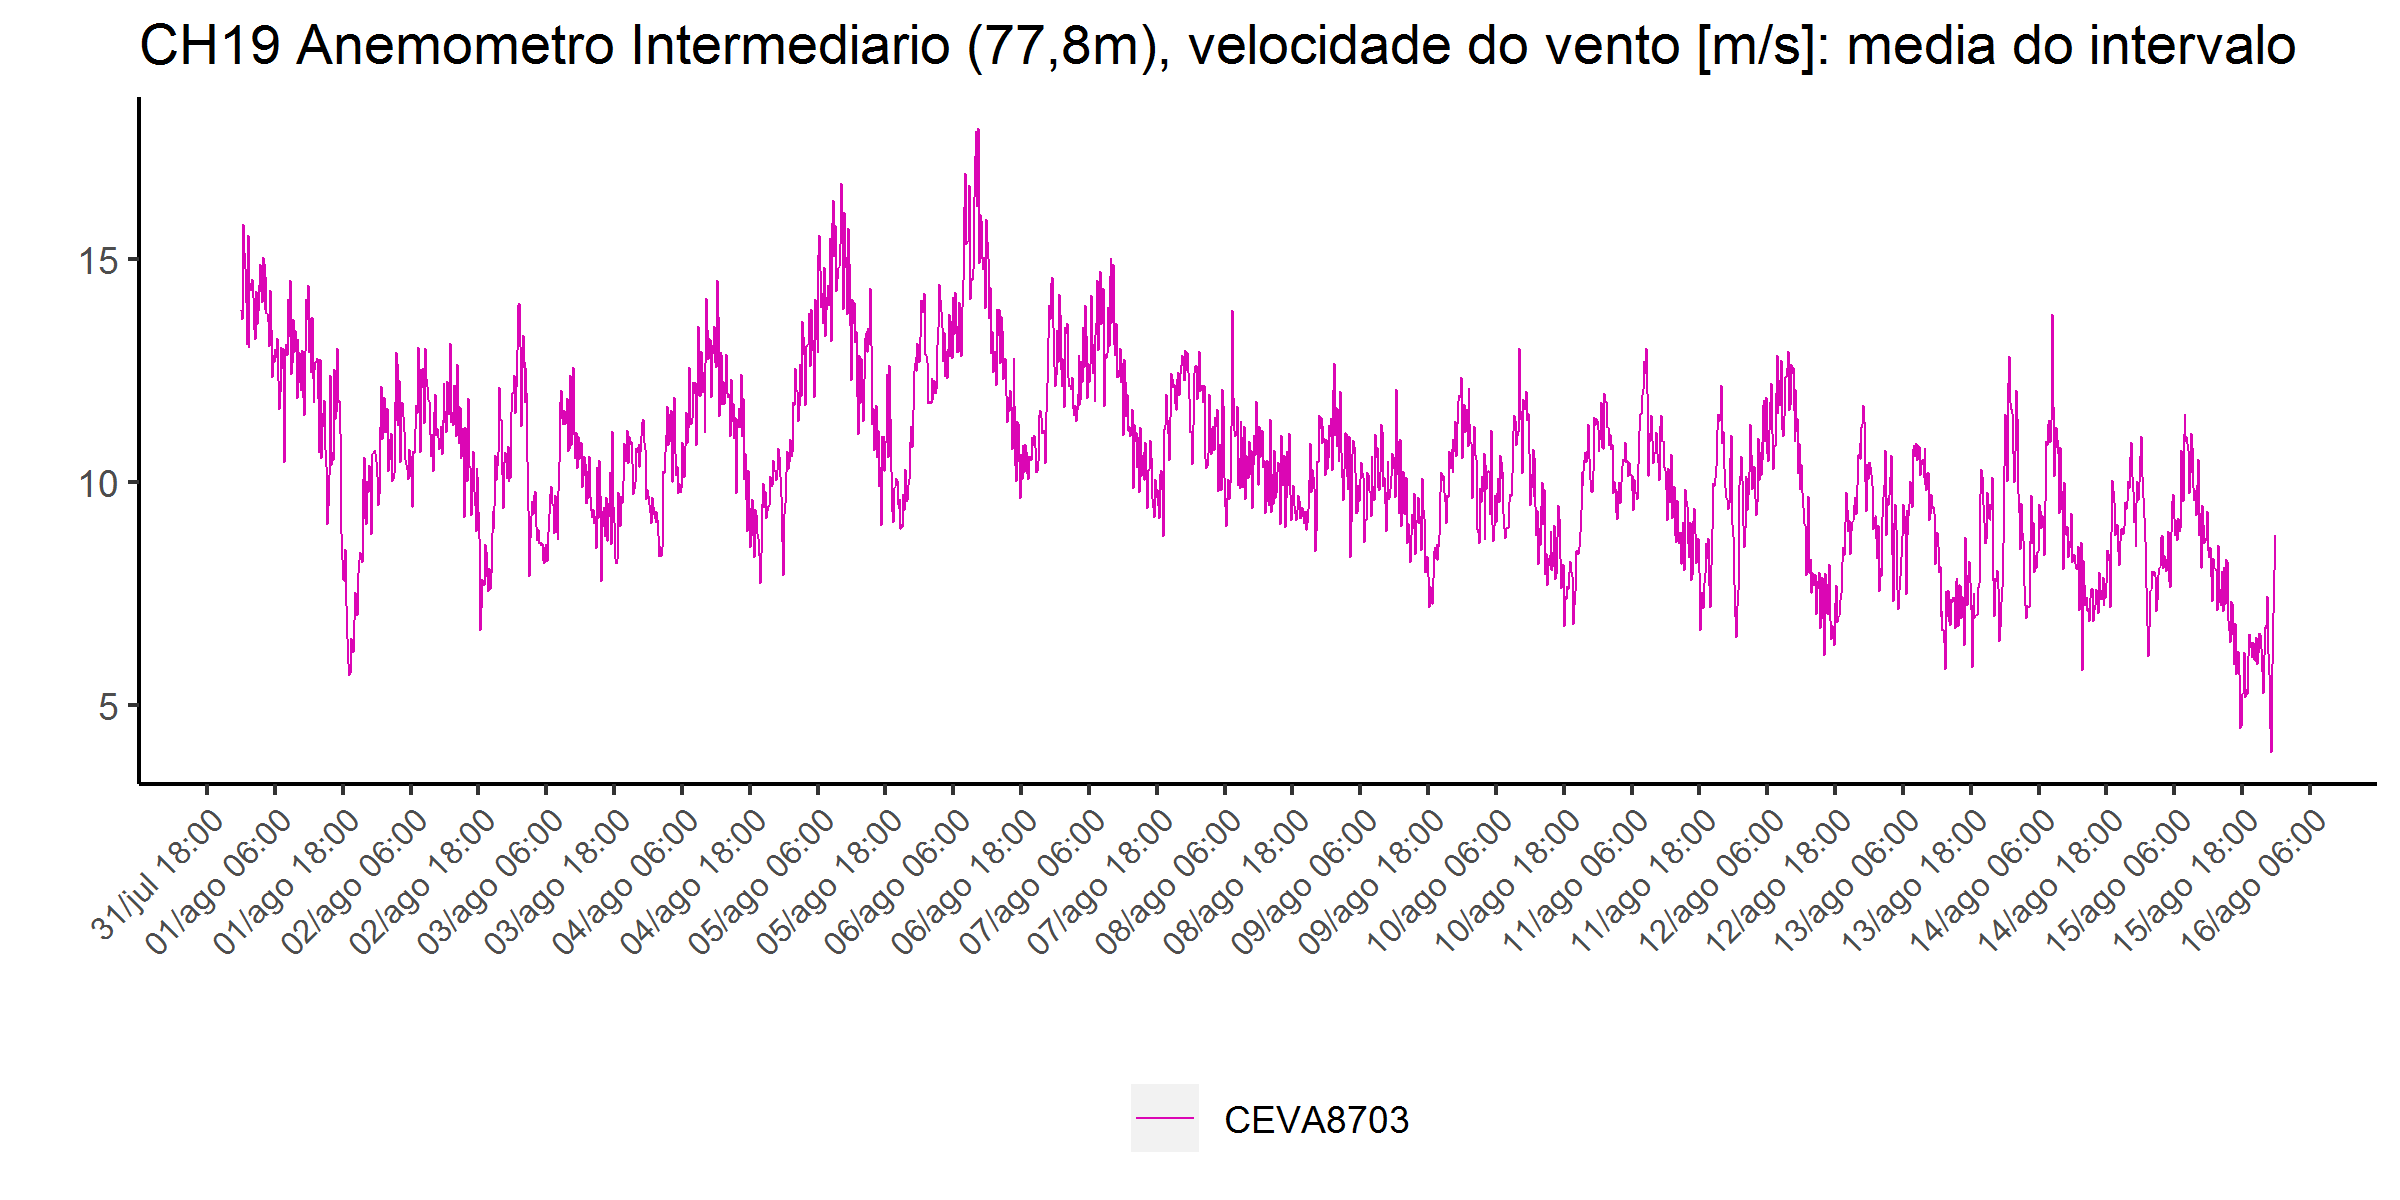 CH19 Anemometro Intermediario (77,8m), velocidade do vento [m/s]: media do intervalo
15
10
5
31/jul 18:00
01/ago 06:00
01/ago 18:00
02/ago 06:00
02/ago 18:00
03/ago 06:00
03/ago 18:00
04/ago 06:00
04/ago 18:00
05/ago 06:00
05/ago 18:00
06/ago 06:00
06/ago 18:00
07/ago 06:00
07/ago 18:00
08/ago 06:00
08/ago 18:00
09/ago 06:00
09/ago 18:00
10/ago 06:00
10/ago 18:00
11/ago 06:00
11/ago 18:00
12/ago 06:00
12/ago 18:00
13/ago 06:00
13/ago 18:00
14/ago 06:00
14/ago 18:00
15/ago 06:00
15/ago 18:00
16/ago 06:00
CEVA8703